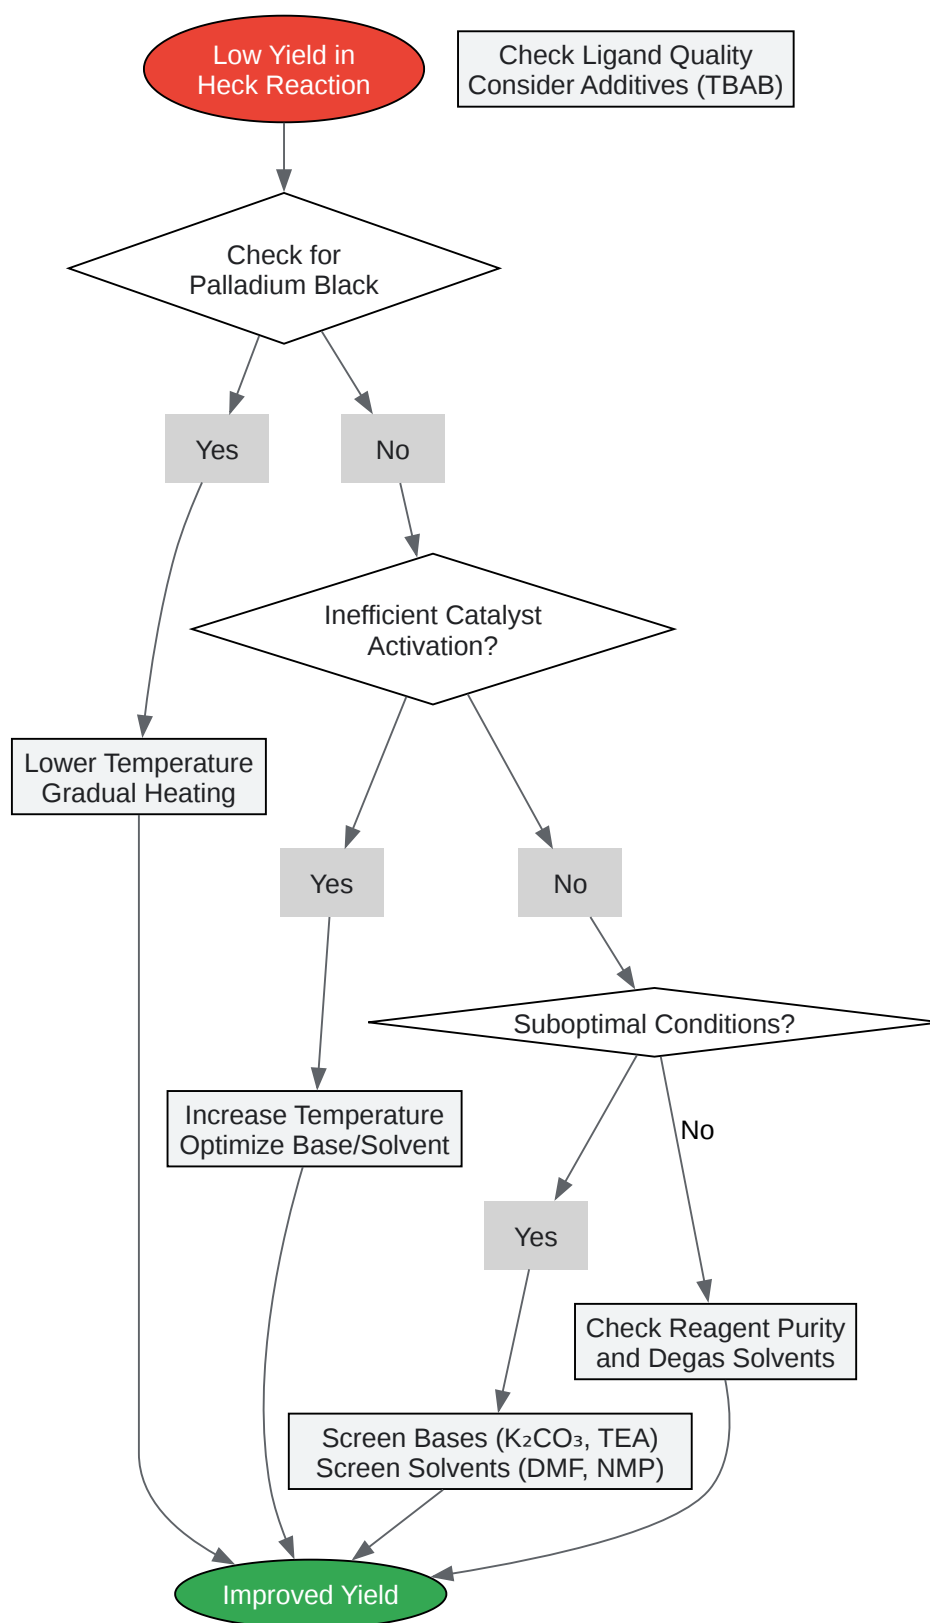 Low Yield in
Heck Reaction
Check Ligand Quality
Consider Additives (TBAB)
Check for
Palladium Black
Yes
No
Inefficient Catalyst
Activation?
Lower Temperature
Gradual Heating
Yes
No
Suboptimal Conditions?
Increase Temperature
Optimize Base/Solvent
No
Yes
Check Reagent Purity
and Degas Solvents
Screen Bases (K₂CO₃, TEA)
Screen Solvents (DMF, NMP)
Improved Yield